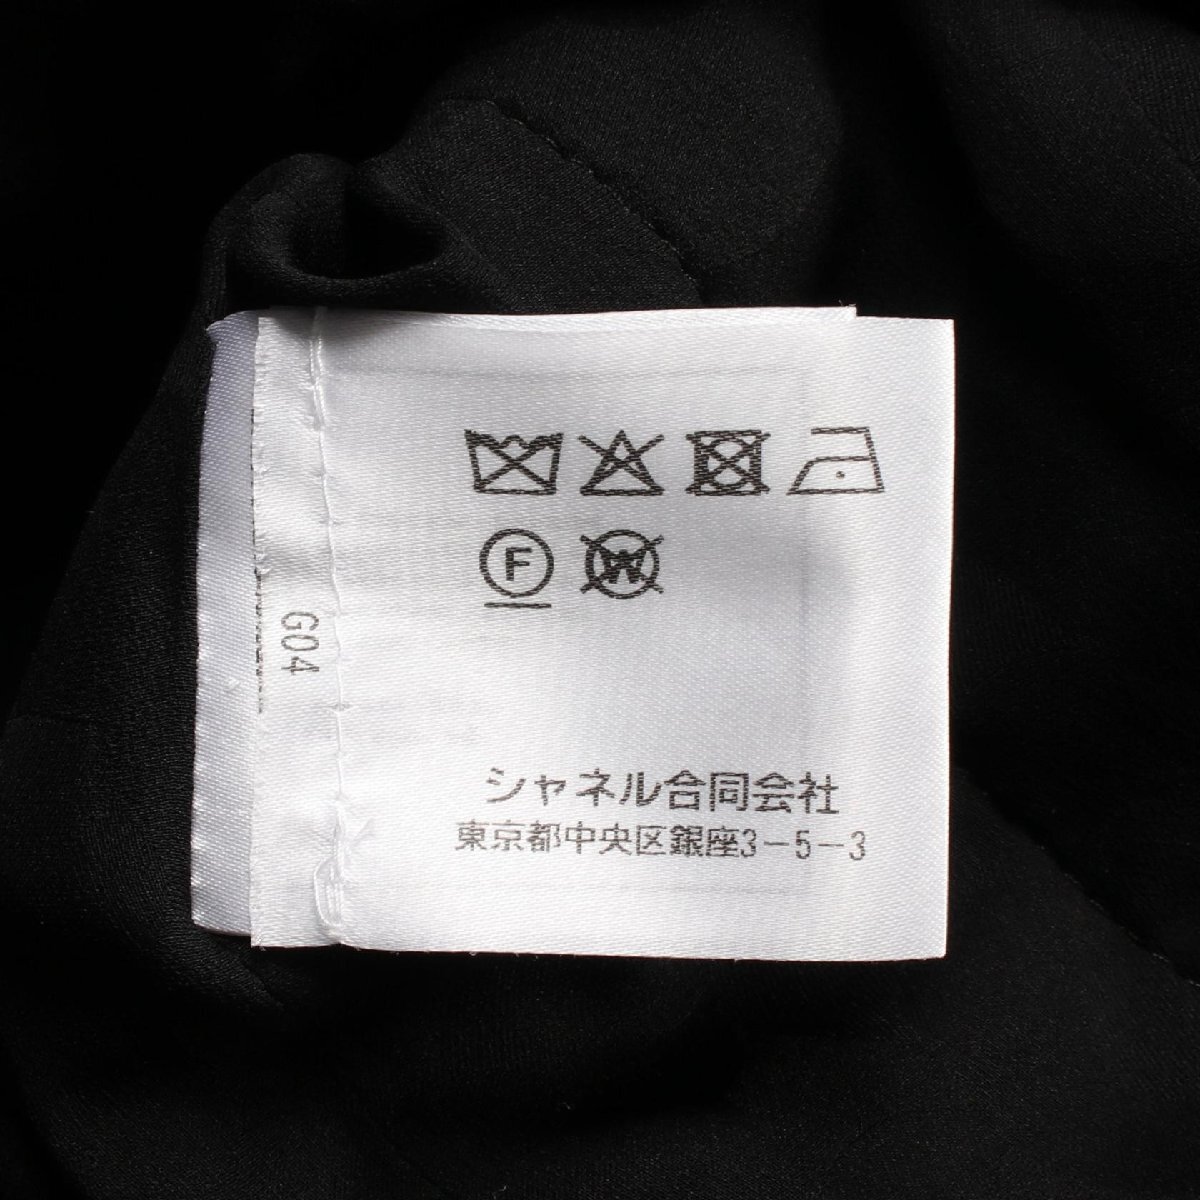 F W
G04
シャネル合同会社
東京都中央区銀座3-5-3